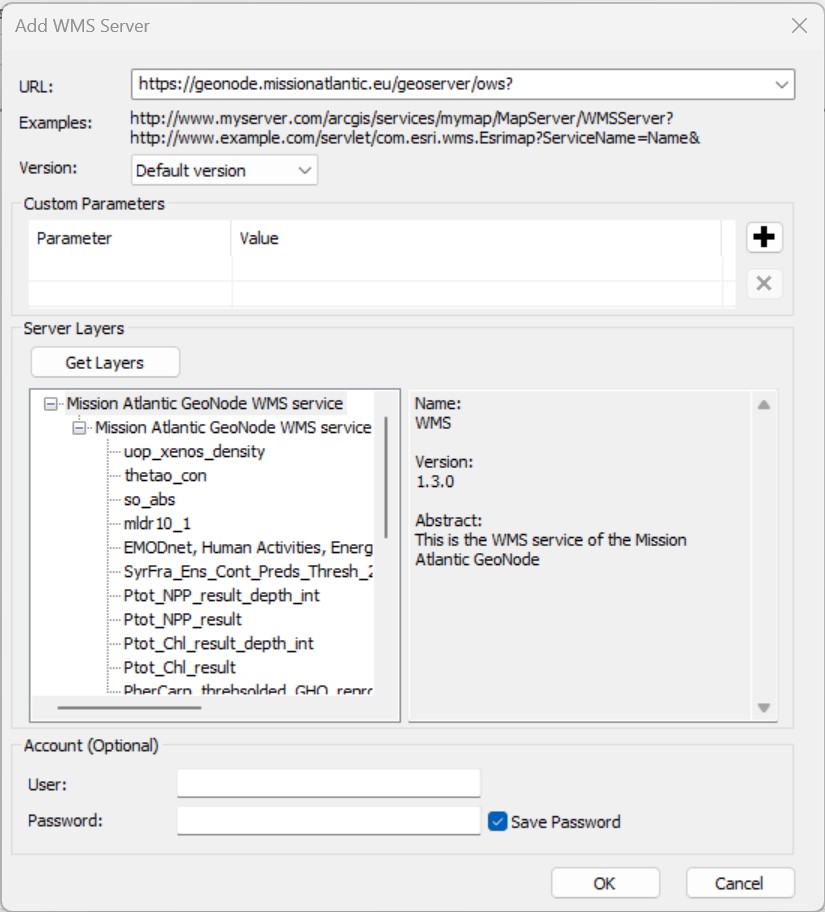 Add WMS Server
URL:
https://geonode.missionatlantic.eu/geoserver/ows?
Examples:
http://www.myserver.com/arcgis/services/mymap/MapServer/WMSServer?
http://www.example.com/servlet/com.esri.wms.Esrimap?ServiceName=Name&
Version:
Default version
Custom Parameters
Parameter
Value
Server Layers
Get Layers
Mission Atlantic GeoNode WMS service
Mission Atlantic GeoNode WMS service
uop_xenos_density
thetao_con
so_abs
mldr10_1
EMODnet, Human Activities, Energ
SyrFra_Ens_Cont_Preds_Thresh_2
Ptot_NPP_result_depth_int
Ptot_NPP_result
Ptot_Chl_result_depth_int
Ptot_Chl_result
PherCarp_threhsolded_GHO_repro
Name:
WMS
Version:
1.3.0
Abstract:
This is the WMS service of the Mission
Atlantic GeoNode
Account (Optional)
User:
Password:
Save Password
OK
Cancel